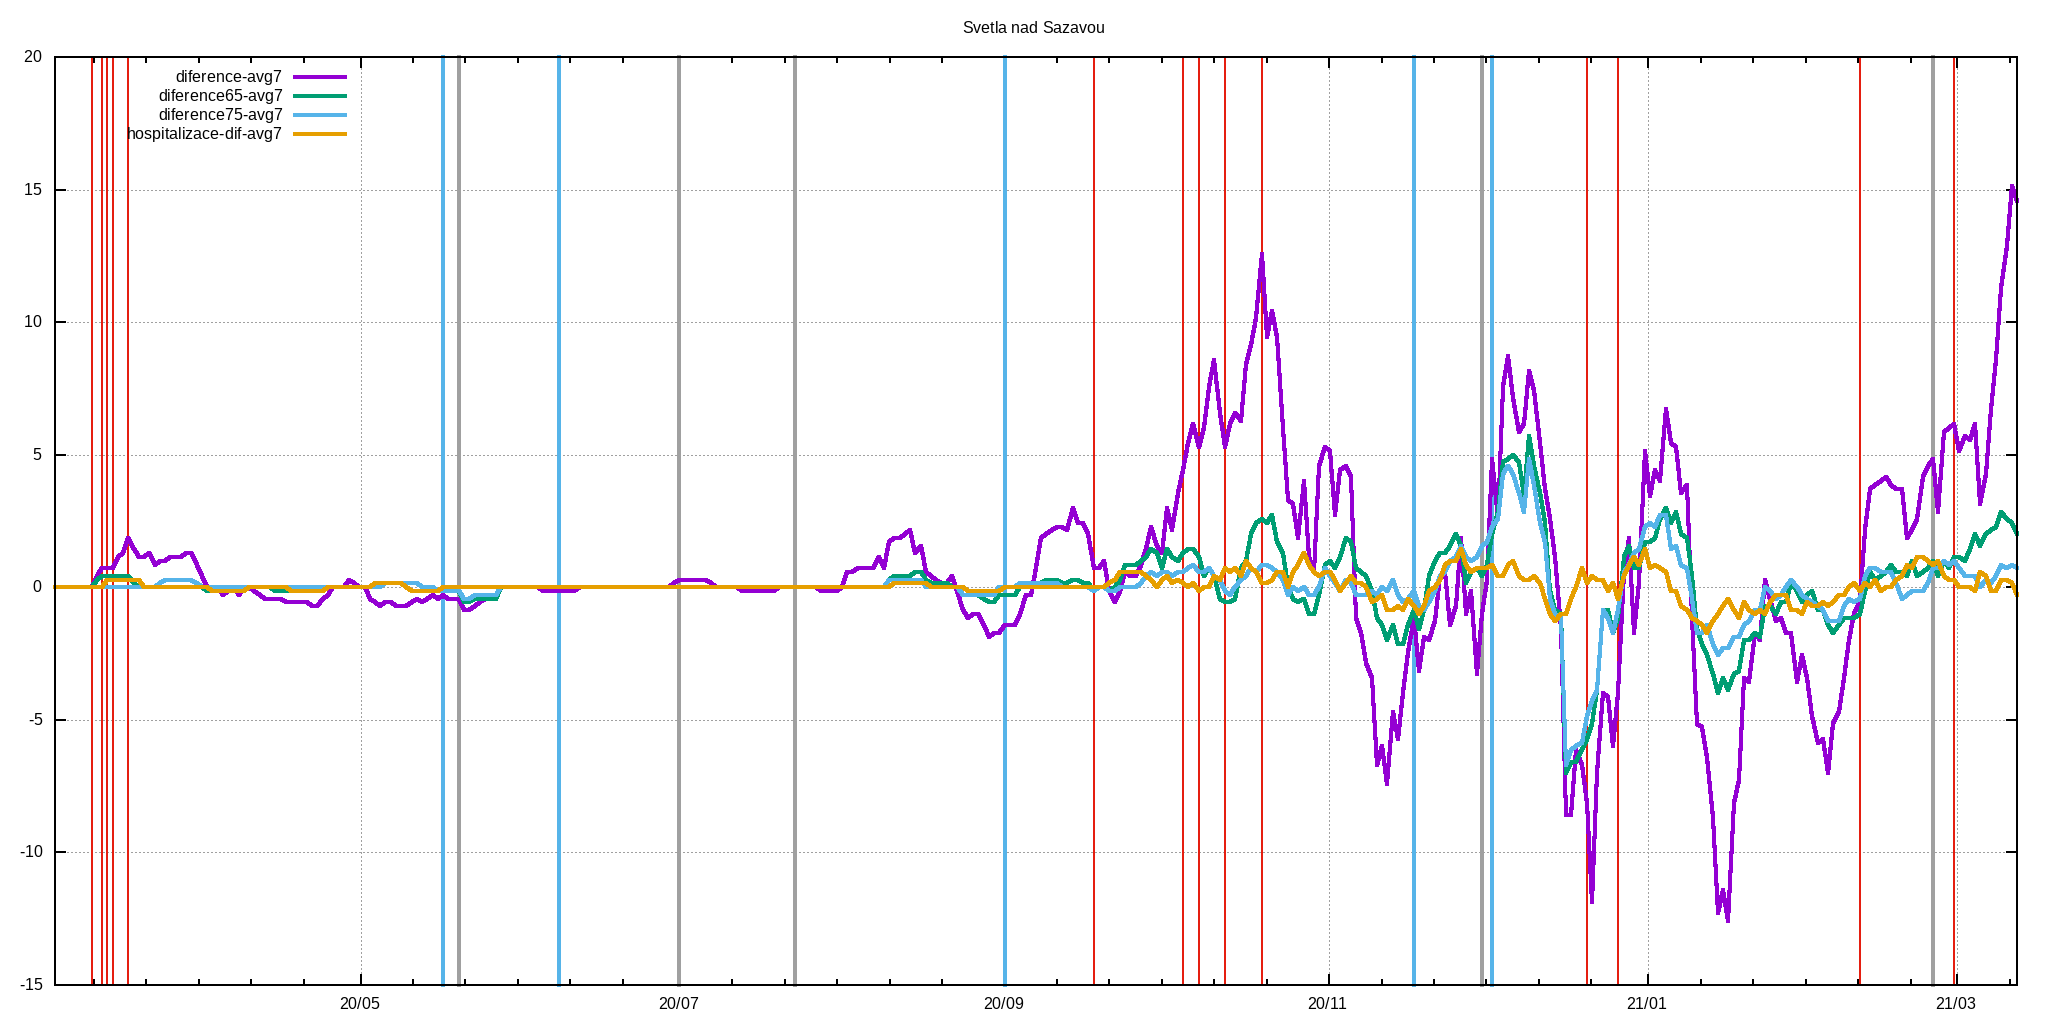 Svetla nad Sazavou
20
15
10
5
0
-5
-10
-15
diference-avg7
diference65-avg7
diference75-avg7
hospitalizace-dif-avg7
20/05
20/07
20/09
20/11
21/01
21/03